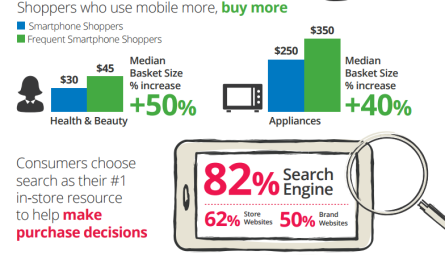 Shoppers who use mobile more, buy more
Smartphone Shoppers
Frequent Smartphone Shoppers
$30
$45
Median
Basket Size
% increase
+50%
Health & Beauty
$250
$350
Median
Basket Size
% increase
+40%
Appliances
Consumers choose
search as their #1
in-store resource
to help make
purchase decisions
82% Search
Engine
62% Store
Websites
50% Brand
Websites